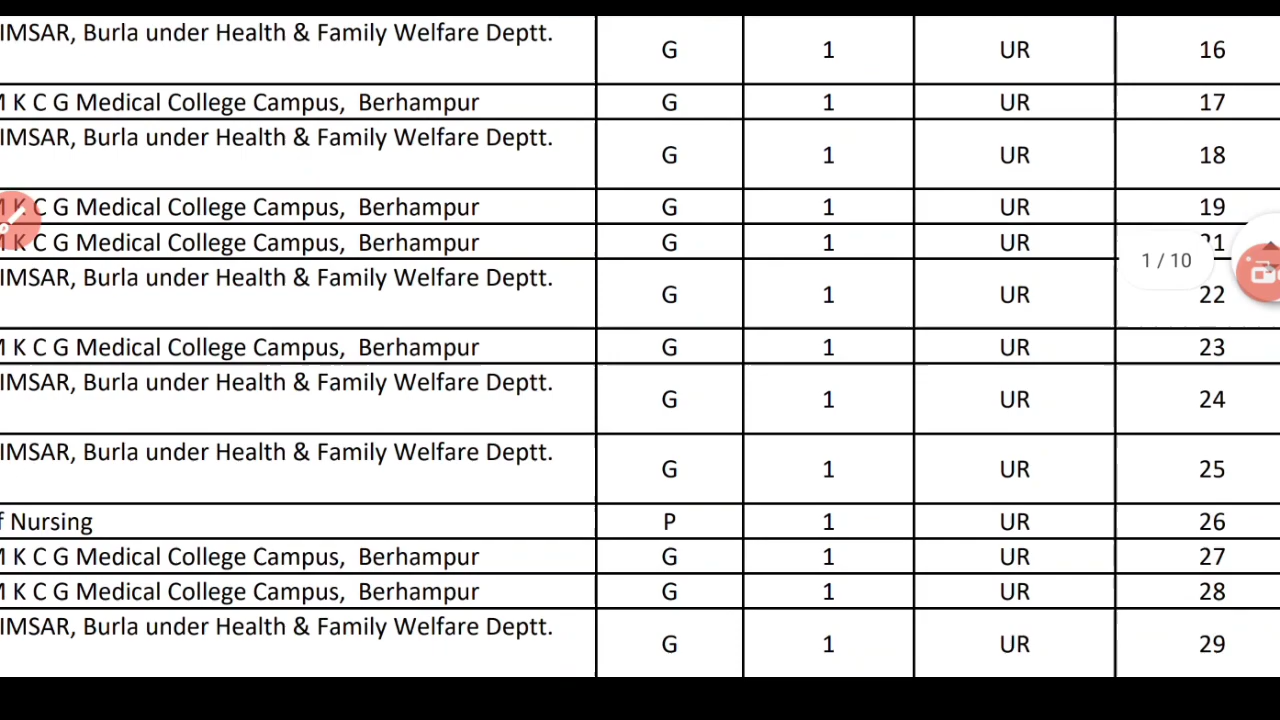 IMSAR, Burla under Health & Family Welfare Deptt. G 1 UR 16
K C G Medical College Campus, Berhampur G 1 UR 17
IMSAR, Burla under Health & Family Welfare Deptt. G 1 UR 18
K C G Medical College Campus, Berhampur G 1 UR 19
K C G Medical College Campus, Berhampur G 1 UR 21
1 / 10
IMSAR, Burla under Health & Family Welfare Deptt. G 1 UR 22
K C G Medical College Campus, Berhampur G 1 UR 23
IMSAR, Burla under Health & Family Welfare Deptt. G 1 UR 24
IMSAR, Burla under Health & Family Welfare Deptt. G 1 UR 25
f Nursing P 1 UR 26
K C G Medical College Campus, Berhampur G 1 UR 27
K C G Medical College Campus, Berhampur G 1 UR 28
IMSAR, Burla under Health & Family Welfare Deptt. G 1 UR 29